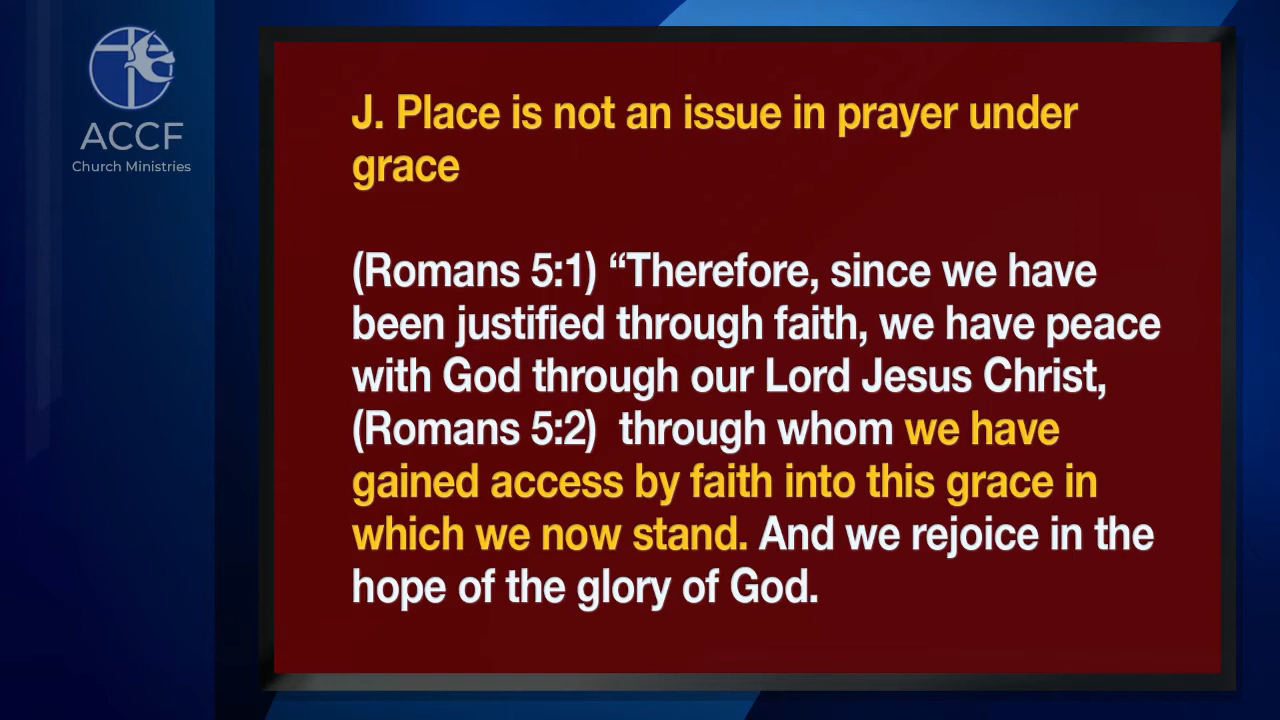 ACCF
Church Ministries
J. Place is not an issue in prayer under
grace
(Romans 5:1) “Therefore, since we have
been justified through faith, we have peace
with God through our Lord Jesus Christ,
(Romans 5:2)  through whom we have
gained access by faith into this grace in
which we now stand. And we rejoice in the
hope of the glory of God.